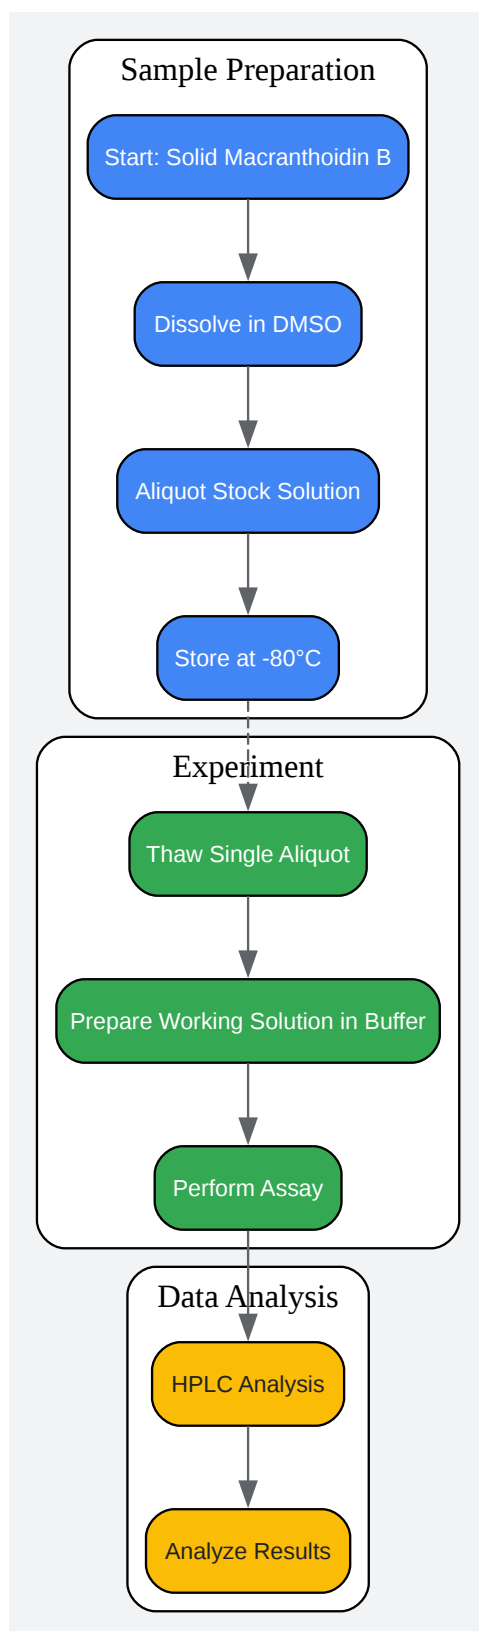 Sample Preparation
Start: Solid Macranthoidin B
Dissolve in DMSO
Aliquot Stock Solution
Store at -80°C
Experiment
Thaw Single Aliquot
Prepare Working Solution in Buffer
Perform Assay
Data Analysis
HPLC Analysis
Analyze Results